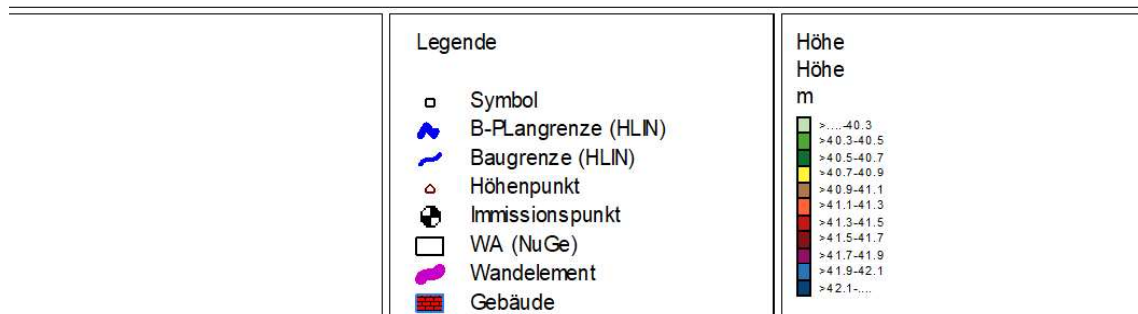 Legende
Symbol
B-PLangrenze (HLIN)
Baugrenze (HLIN)
Höhenpunkt
Immissionspunkt
WA (NuGe)
Wandelement
Gebäude
Höhe
Höhe
m
>....-40.3
>40.3-40.5
>40.5-40.7
>40.7-40.9
>40.9-41.1
>41.1-41.3
>41.3-41.5
>41.5-41.7
>41.7-41.9
>41.9-42.1
>42.1-....